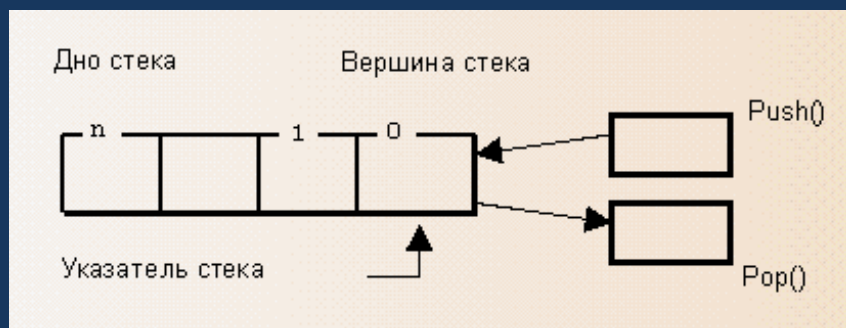 Дно стека
Вершина стека
n 1 0
Push()
Указатель стека
Pop()